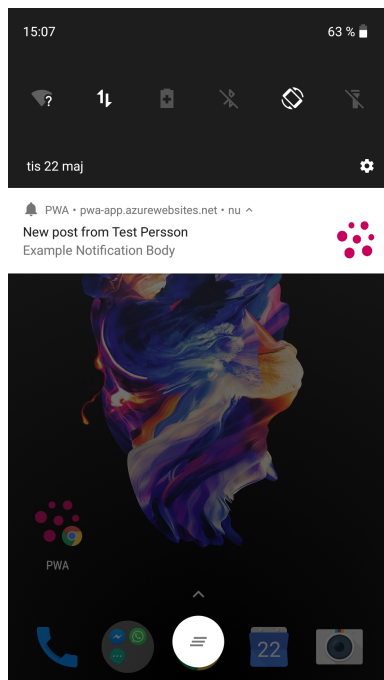 15:07 63 %
?
tis 22 maj
PWA • pwa-app.azurewebsites.net • nu
New post from Test Persson
Example Notification Body
PWA
22